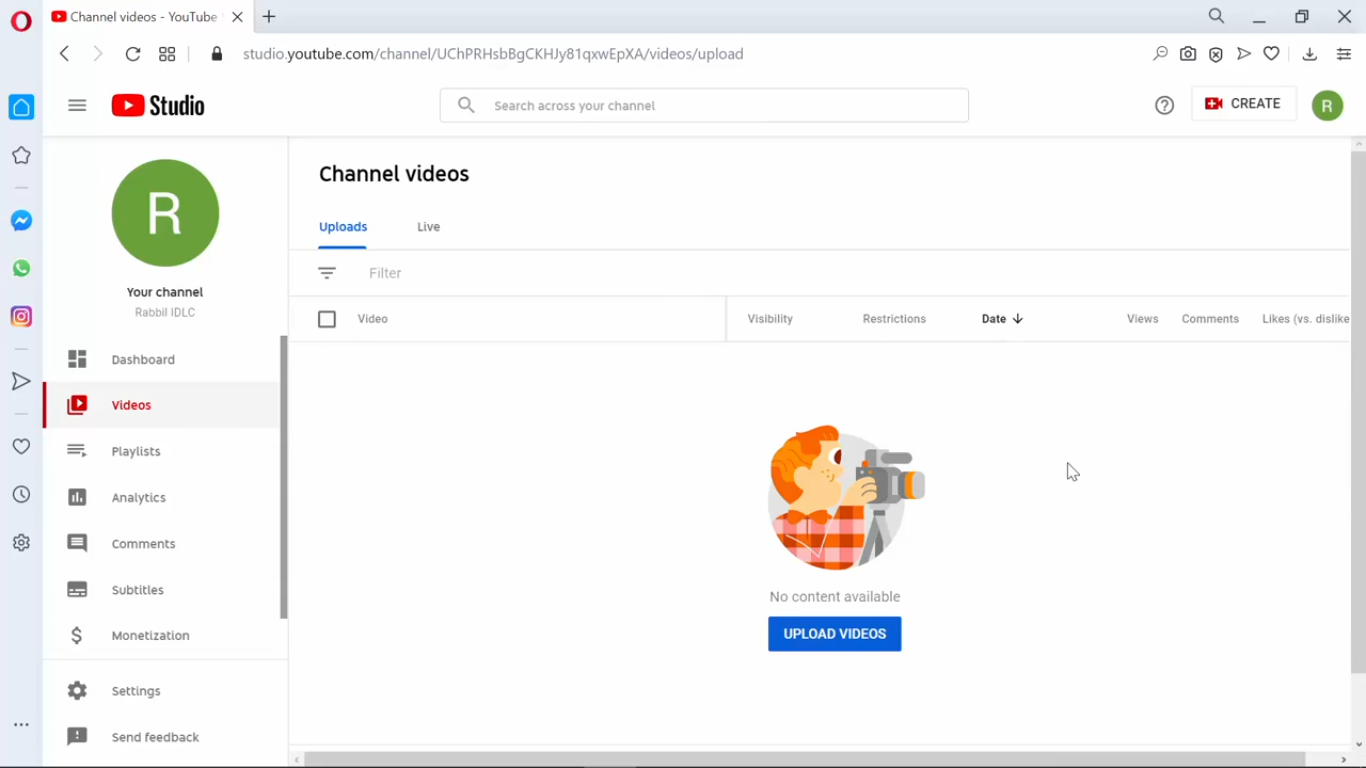 Channel videos - YouTube
studio.youtube.com/channel/UChPRHsbBgCKHJy81qxwEpXA/videos/upload
Studio
Search across your channel
CREATE
R
R
Your channel
Rabbil IDLC
Dashboard
Videos
Playlists
Analytics
Comments
Subtitles
Monetization
Settings
Send feedback
Channel videos
Uploads Live
Filter
Video Visibility Restrictions Date Views Comments Likes (vs. dislike
No content available
UPLOAD VIDEOS